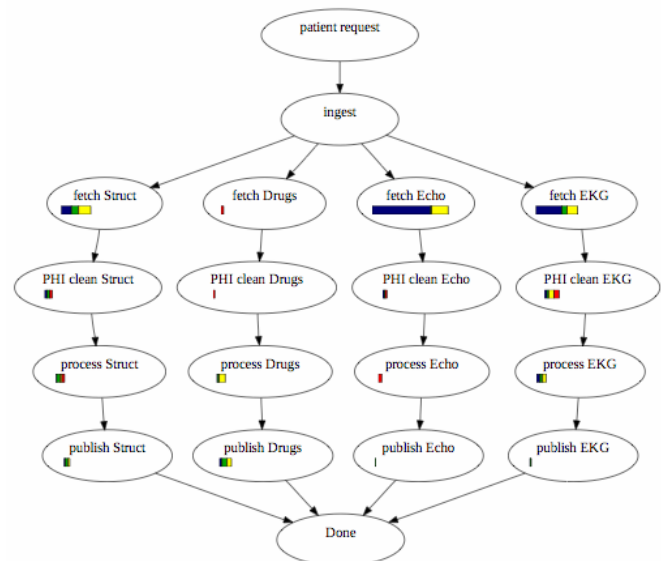 patient request
ingest
fetch Struct
fetch Drugs
fetch Echo
fetch EKG
PHI clean Struct
PHI clean Drugs
PHI clean Echo
PHI clean EKG
process Struct
process Drugs
process Echo
process EKG
publish Struct
publish Drugs
publish Echo
publish EKG
Done